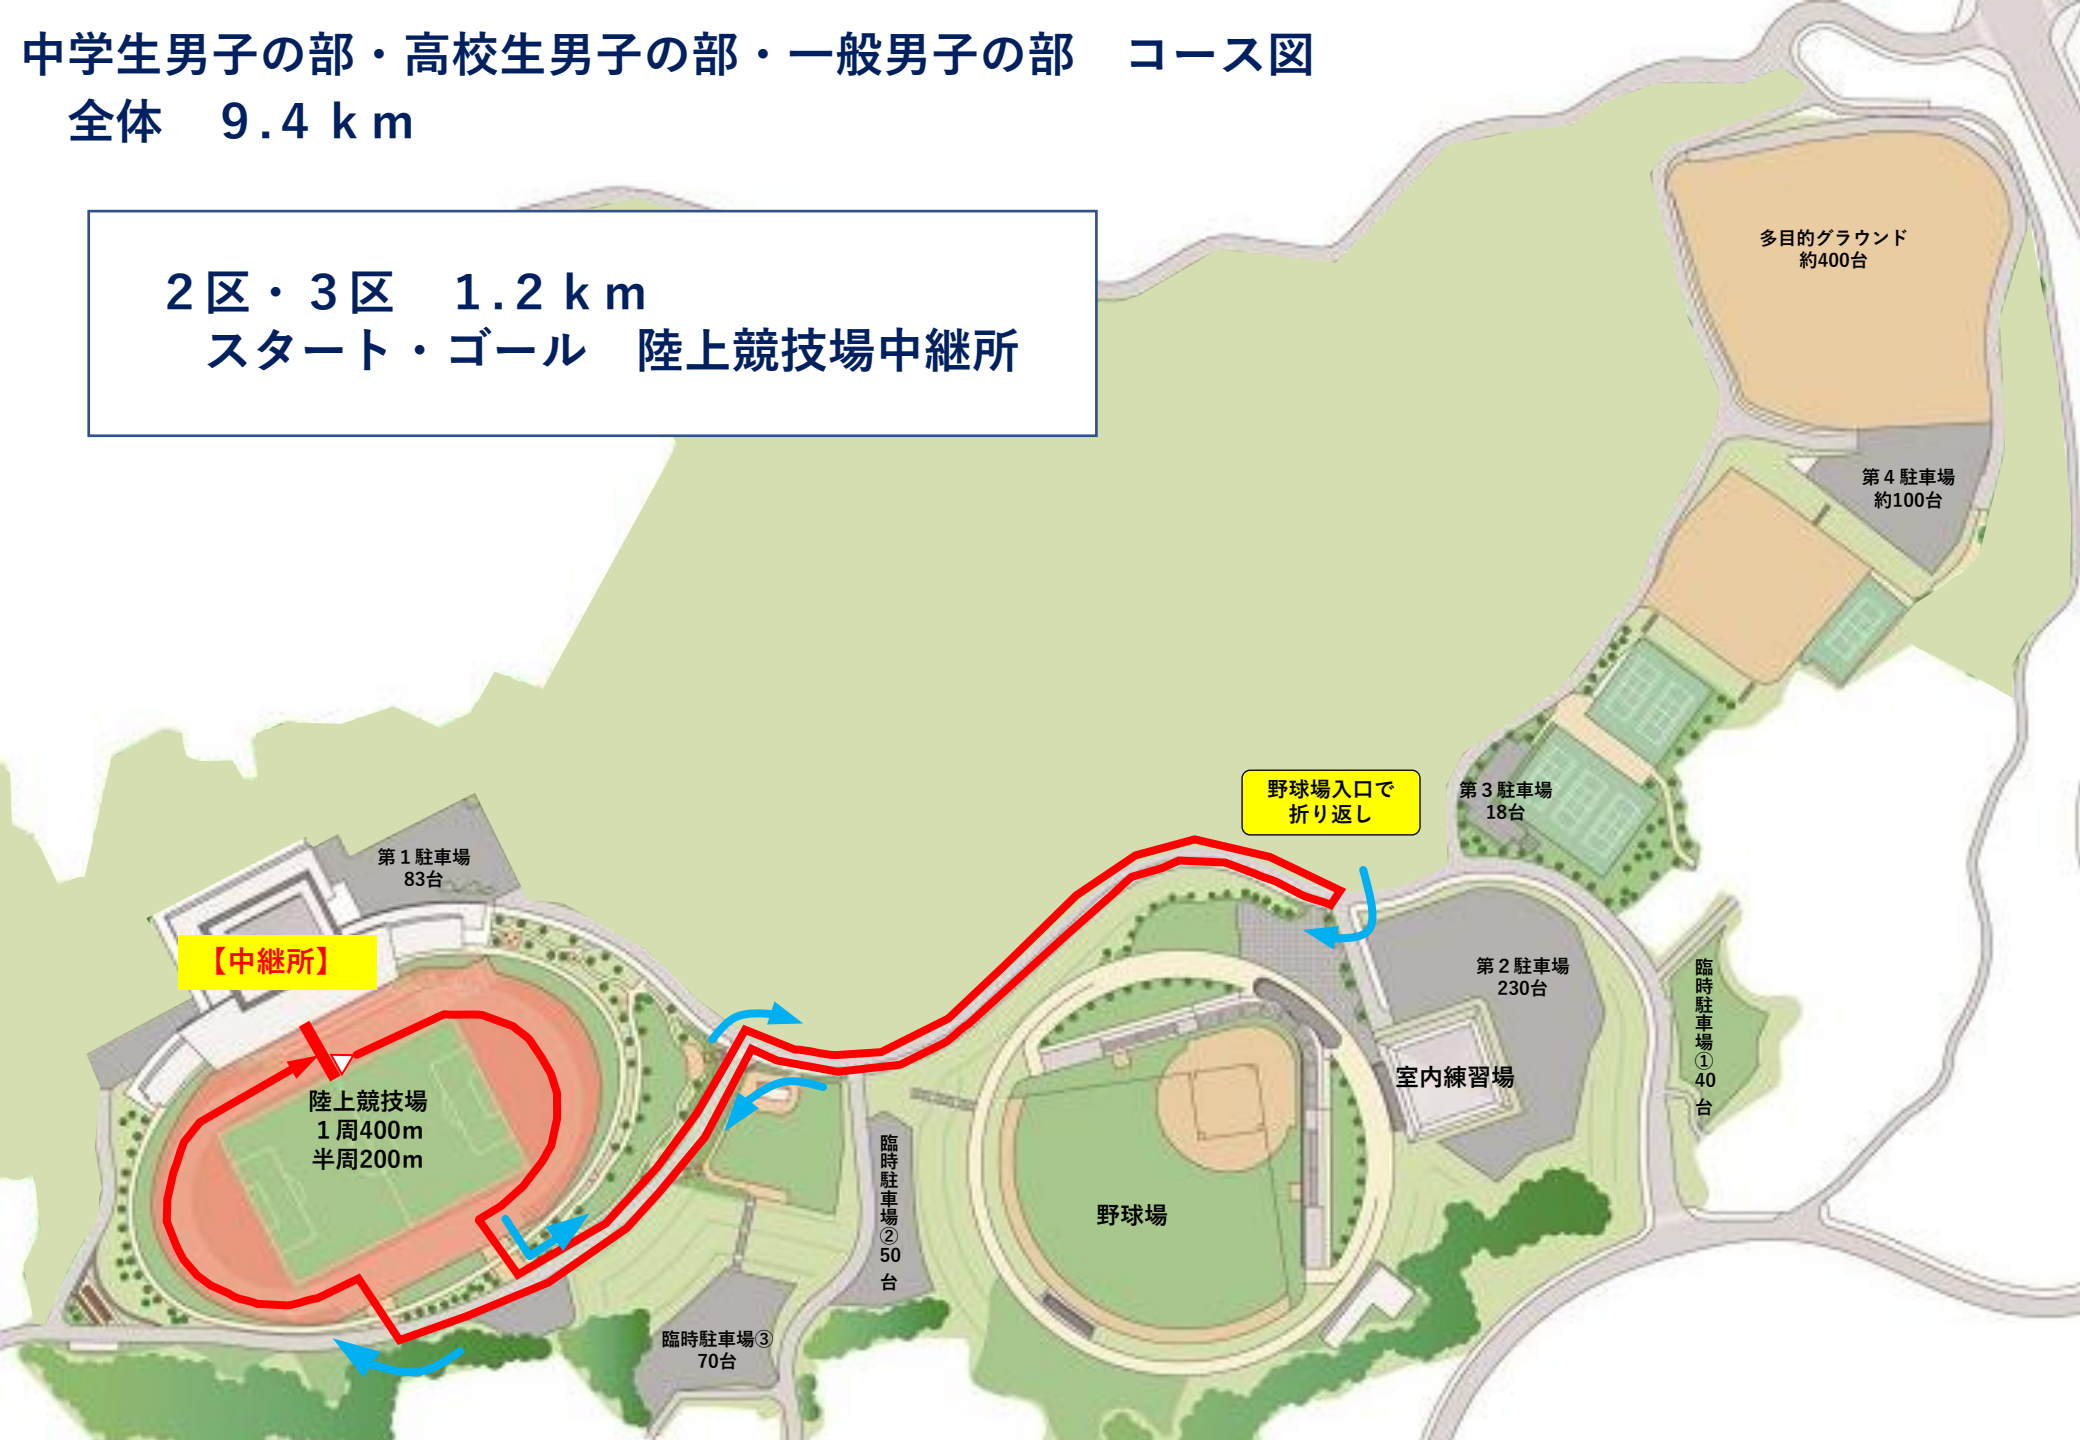 中学生男子の部・高校生男子の部・一般男子の部　コース図
全体　９.４ｋｍ
２区・３区　１.２ｋｍ
スタート・ゴール　陸上競技場中継所
多目的グラウンド
約400台
第４駐車場
約100台
野球場入口で
折り返し
第３駐車場
18台
第１駐車場
83台
【中継所】
第２駐車場
230台
臨時駐車場①40台
室内練習場
陸上競技場
１周400m
半周200m
臨時駐車場②50台
野球場
臨時駐車場③
70台